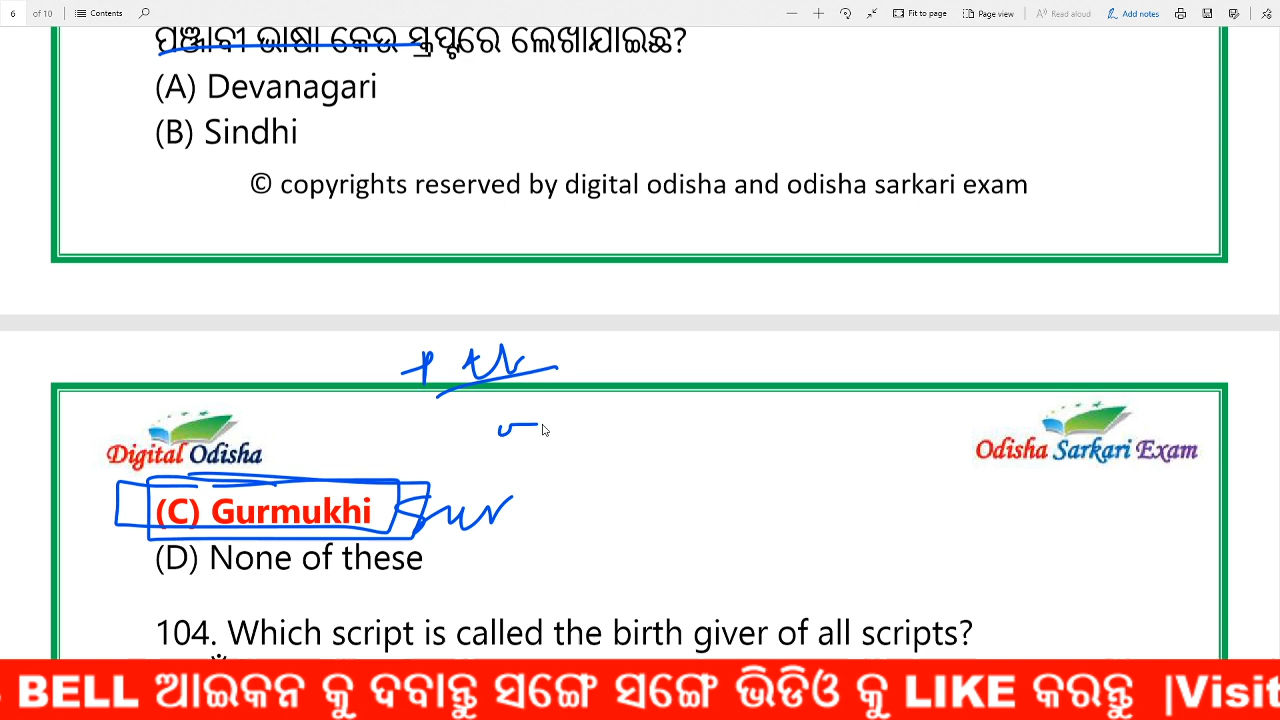 6 of 10 Contents Fit to page Page view Read aloud Add notes
ପଞ୍ଜାବୀ ଭାଷା କେଉ ସ୍କ୍ରପ୍ଟରେ ଲେଖାଯାଇଛ?
(A) Devanagari
(B) Sindhi
© copyrights reserved by digital odisha and odisha sarkari exam
Digital Odisha
Odisha Sarkari Exam
(C) Gurmukhi
(D) None of these
104. Which script is called the birth giver of all scripts?
BELL ଆଇକନ କୁ ଦବାନ୍ତୁ ସଙ୍ଗେ ସଙ୍ଗେ ଭିଡିଓ କୁ LIKE କରନ୍ତୁ |Visit